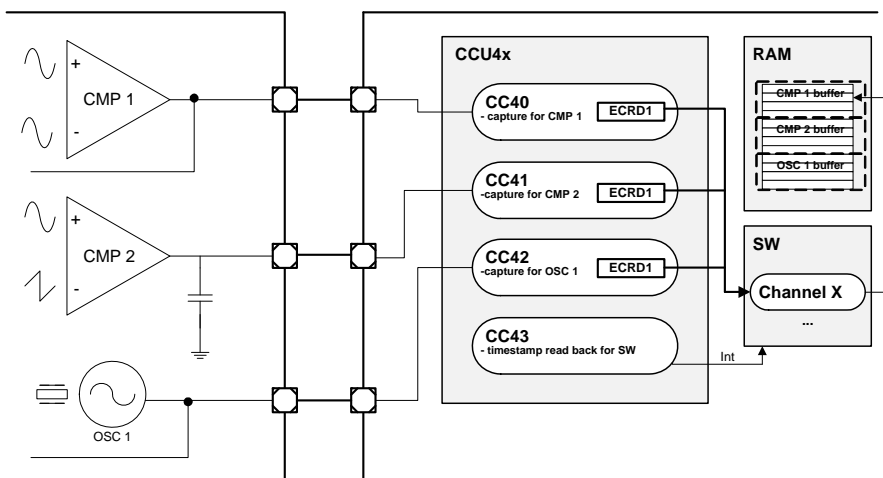 +
CMP 1
-
+
CMP 2
-
OSC 1
CCU4x
CC40
- capture for CMP 1
ECRD1
CC41
-capture for CMP 2
ECRD1
CC42
-capture for OSC 1
ECRD1
CC43
- timestamp read back for SW
Int
RAM
CMP 1 buffer
CMP 2 buffer
OSC 1 buffer
SW
Channel X
...